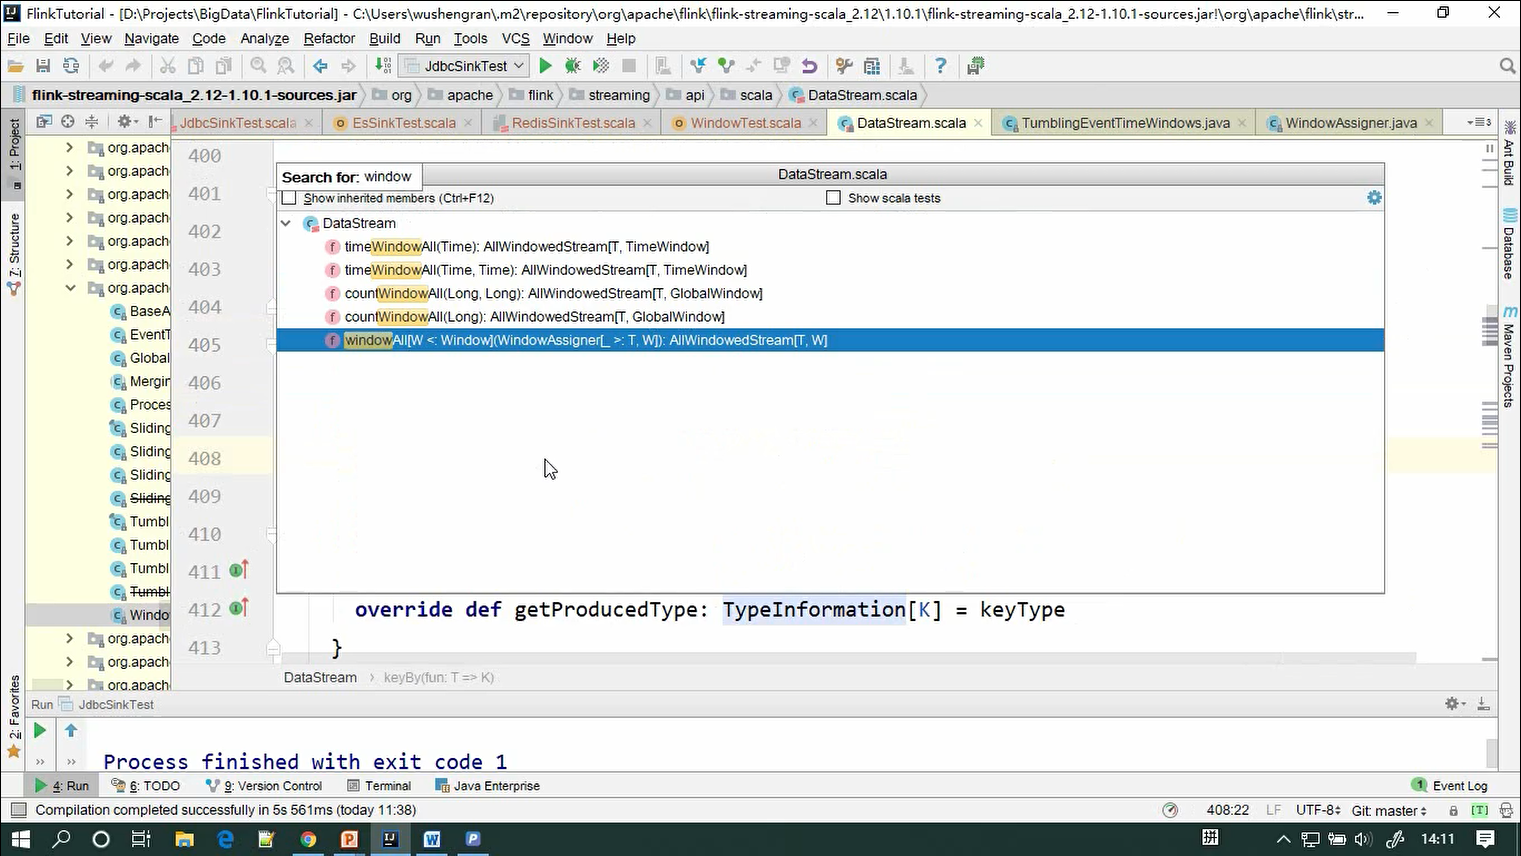 FlinkTutorial - [D:\Projects\BigData\FlinkTutorial] - C:\Users\wushengran\.m2\repository\org\apache\flink\flink-streaming-scala_2.12\1.10.1\flink-streaming-scala_2.12-1.10.1-sources.jar!\org\apache\flink\str...
File Edit View Navigate Code Analyze Refactor Build Run Tools VCS Window Help
JdbcSinkTest
flink-streaming-scala_2.12-1.10.1-sources.jar org apache flink streaming api scala DataStream.scala
JdbcSinkTest.scala EsSinkTest.scala RedisSinkTest.scala WindowTest.scala DataStream.scala TumblingEventTimeWindows.java WindowAssigner.java
1: Project
7: Structure
2: Favorites
Ant Build
Database
Maven Projects
org.apach
org.apach
org.apach
org.apach
org.apach
org.apach
org.apach
BaseA
EventT
Global
Mergin
Proces
Sliding
Sliding
Sliding
Sliding
Tumbl
Tumbl
Tumbl
Tumbl
Windo
org.apach
org.apach
org.apach
400
401
402
403
404
405
406
407
408
409
410
411
412
413
Search for: window
DataStream.scala
Show inherited members (Ctrl+F12)
Show scala tests
DataStream
timeWindowAll(Time): AllWindowedStream[T, TimeWindow]
timeWindowAll(Time, Time): AllWindowedStream[T, TimeWindow]
countWindowAll(Long, Long): AllWindowedStream[T, GlobalWindow]
countWindowAll(Long): AllWindowedStream[T, GlobalWindow]
windowAll[W <: Window](WindowAssigner[_ >: T, W]): AllWindowedStream[T, W]
override def getProducedType: TypeInformation[K] = keyType
}
DataStream keyBy(fun: T => K)
Run JdbcSinkTest
Process finished with exit code 1
4: Run 6: TODO 9: Version Control Terminal Java Enterprise 1 Event Log
Compilation completed successfully in 5s 561ms (today 11:38) 408:22 LF UTF-8 Git: master [T]
拼 14:11